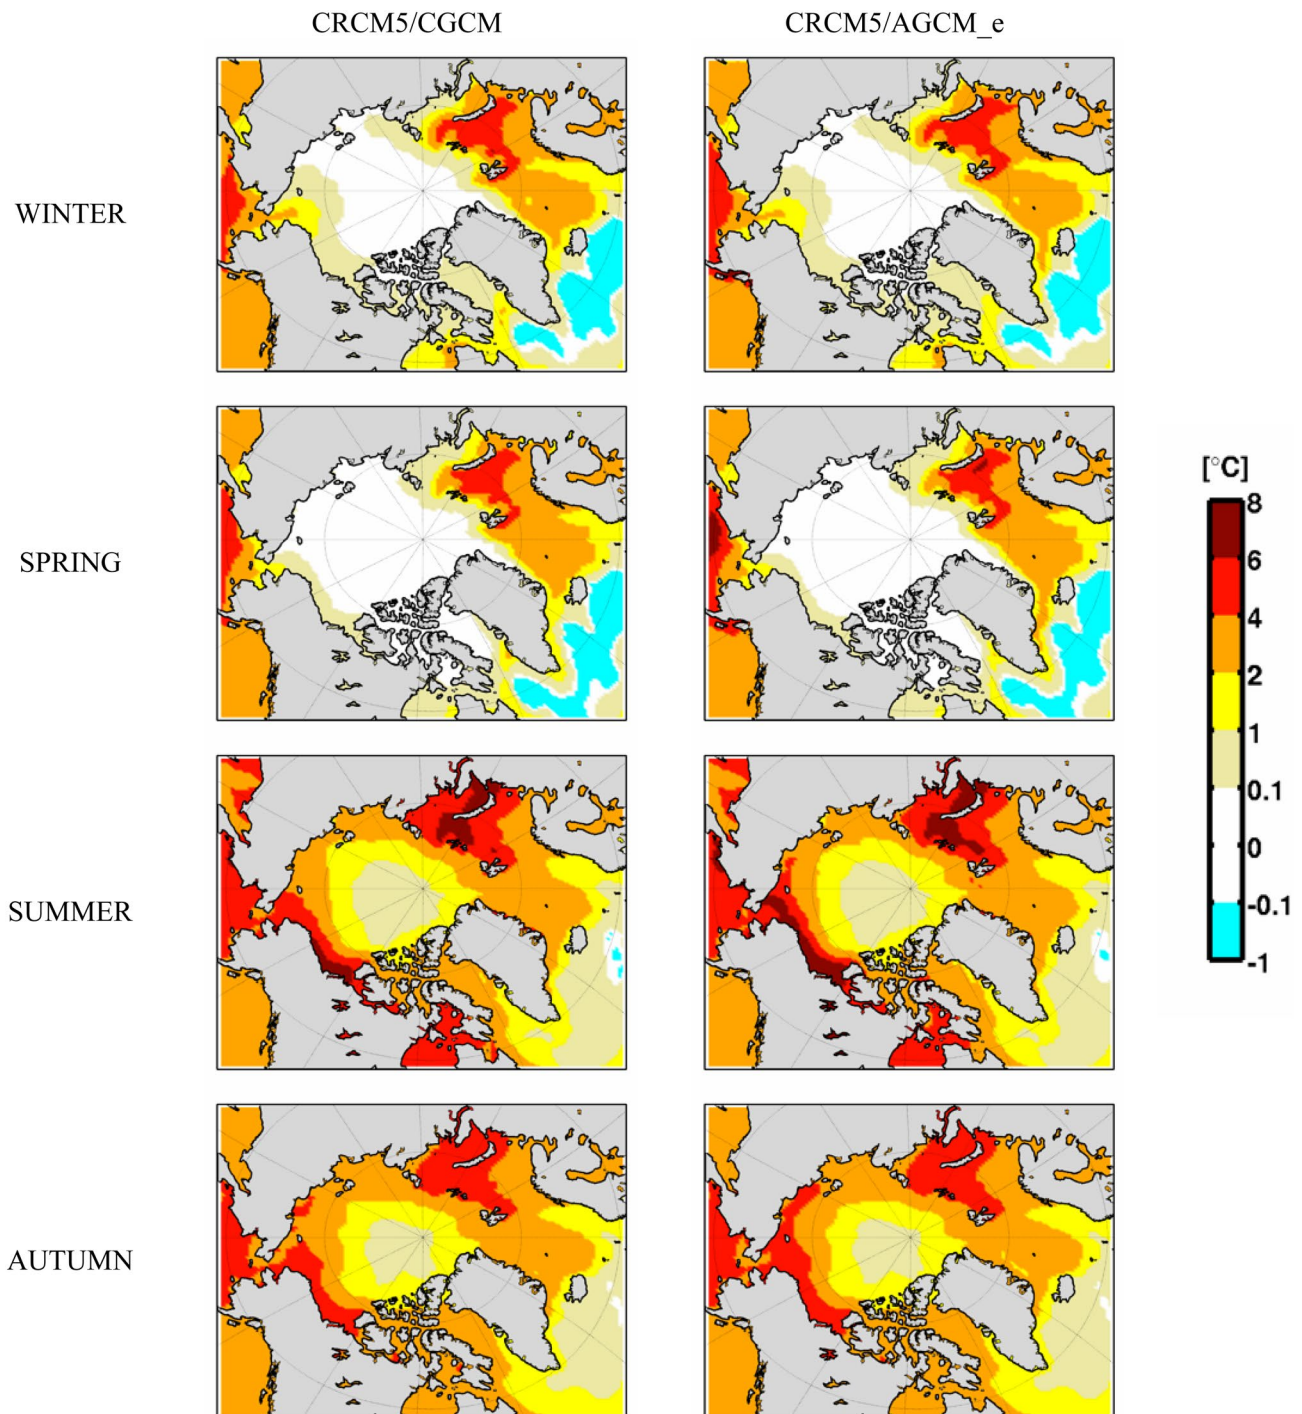 CRCM5/CGCM
CRCM5/AGCM_e
WINTER
SPRING
SUMMER
AUTUMN
[°C]
8
6
4
2
1
0.1
0
-0.1
-1